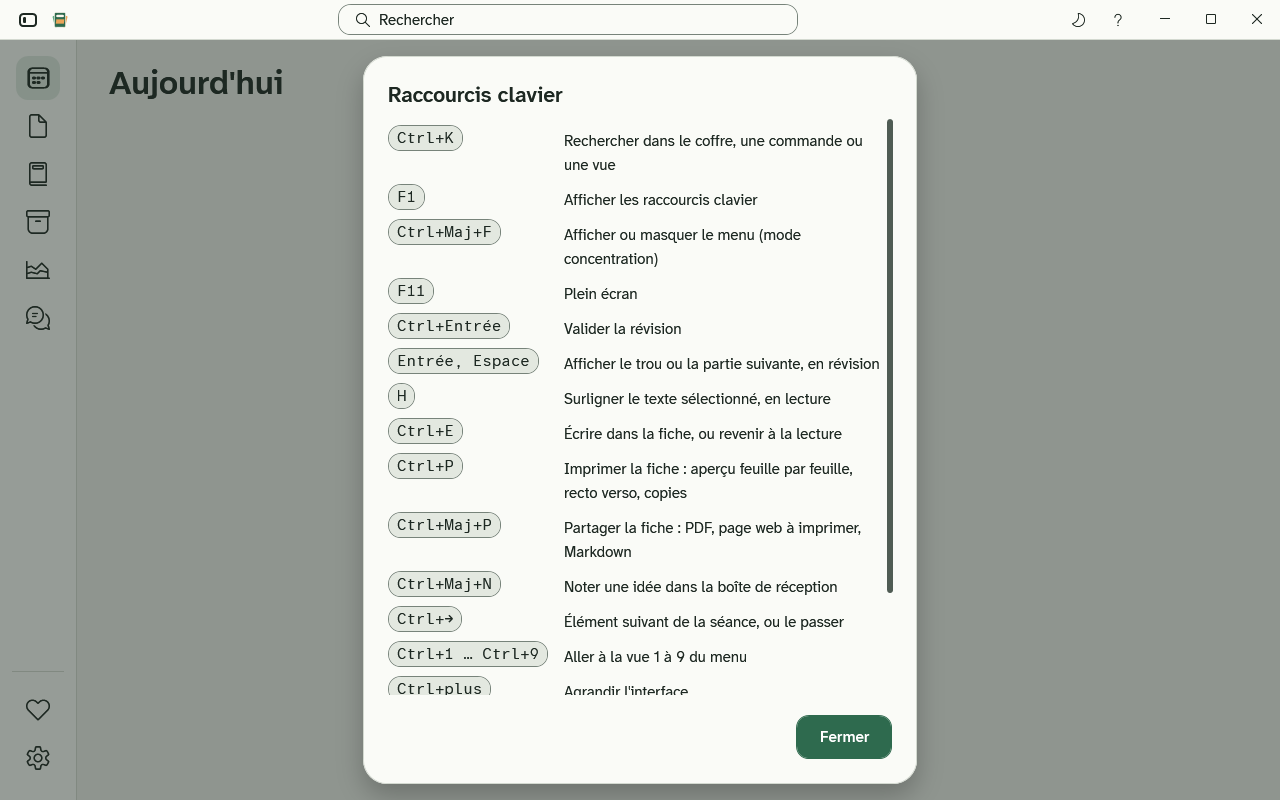 Rechercher
Aujourd'hui
Raccourcis clavier
Ctrl+K
Rechercher dans le coffre, une commande ou
une vue
F1
Afficher les raccourcis clavier
Ctrl+Maj+F
Afficher ou masquer le menu (mode
concentration)
F11
Plein écran
Ctrl+Entrée
Valider la révision
Entrée, Espace
Afficher le trou ou la partie suivante, en révision
H
Surligner le texte sélectionné, en lecture
Ctrl+E
Écrire dans la fiche, ou revenir à la lecture
Ctrl+P
Imprimer la fiche : aperçu feuille par feuille,
recto verso, copies
Ctrl+Maj+P
Partager la fiche : PDF, page web à imprimer,
Markdown
Ctrl+Maj+N
Noter une idée dans la boîte de réception
Ctrl+→
Élément suivant de la séance, ou le passer
Ctrl+1 … Ctrl+9
Aller à la vue 1 à 9 du menu
Ctrl+plus
Agrandir l'interface
Fermer